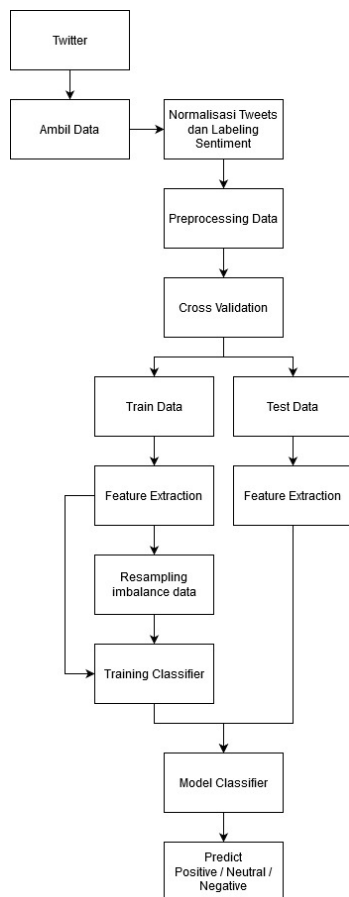 Twitter
Ambil Data
Normalisasi Tweets
dan Labeling
Sentiment
Preprocessing Data
Cross Validation
Train Data
Test Data
Feature Extraction
Feature Extraction
Resampling
imbalance data
Training Classifier
Model Classifier
Predict
Positive / Neutral /
Negative